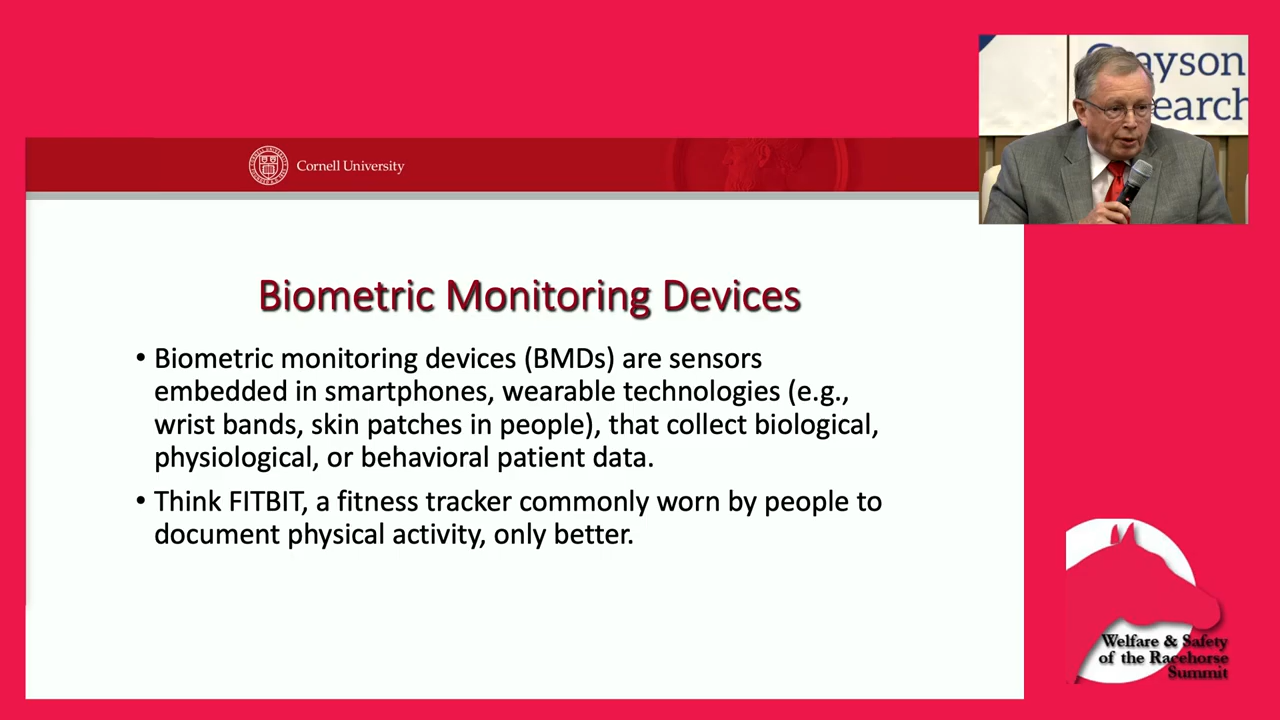 Grayson
earch
Cornell University
Biometric Monitoring Devices
• Biometric monitoring devices (BMDs) are sensors
embedded in smartphones, wearable technologies (e.g.,
wrist bands, skin patches in people), that collect biological,
physiological, or behavioral patient data.
• Think FITBIT, a fitness tracker commonly worn by people to
document physical activity, only better.
Welfare & Safety
of the Racehorse
Summit